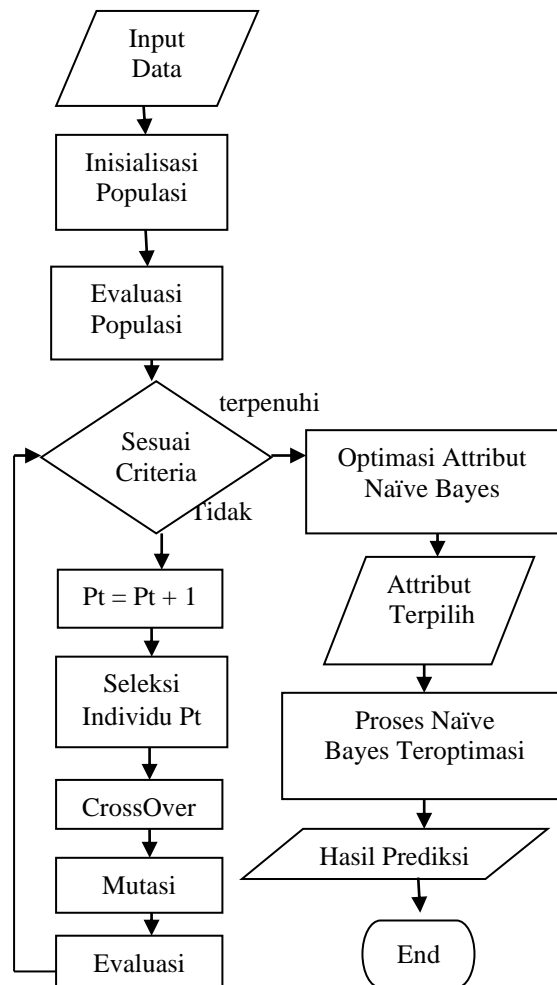 Input
Data
Inisialisasi
Populasi
Evaluasi
Populasi
terpenuhi
Sesuai
Criteria
Tidak
Pt = Pt + 1
Seleksi
Individu Pt
CrossOver
Mutasi
Evaluasi
Optimasi Attribut
Naïve Bayes
Attribut
Terpilih
Proses Naïve
Bayes Teroptimasi
Hasil Prediksi
End